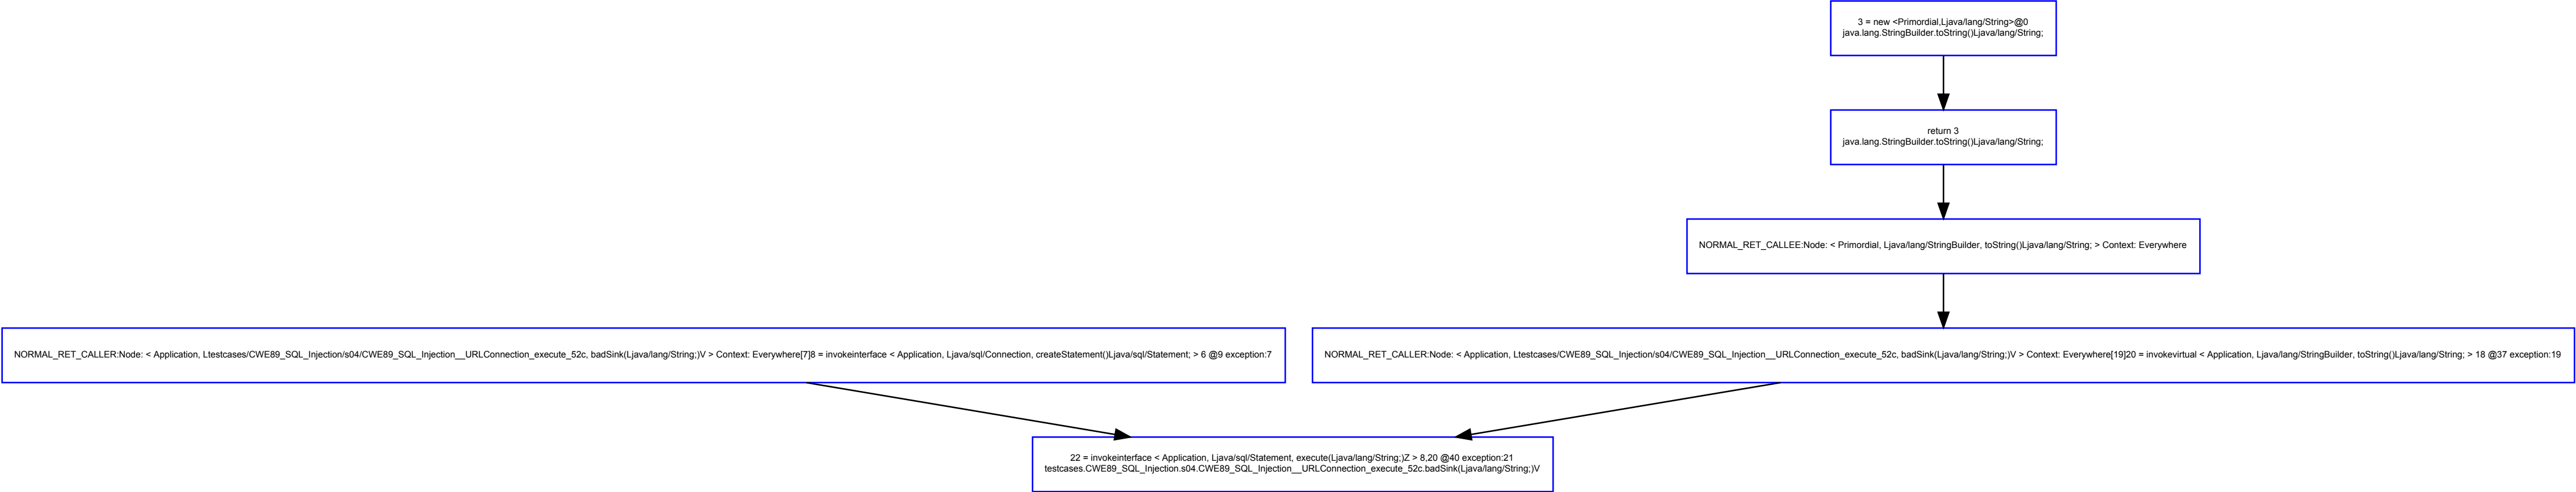 3 = new <Primordial,Ljava/lang/String>@0
java.lang.StringBuilder.toString()Ljava/lang/String;
return 3
java.lang.StringBuilder.toString()Ljava/lang/String;
NORMAL_RET_CALLEE:Node: < Primordial, Ljava/lang/StringBuilder, toString()Ljava/lang/String; > Context: Everywhere
NORMAL_RET_CALLER:Node: < Application, Ltestcases/CWE89_SQL_Injection/s04/CWE89_SQL_Injection__URLConnection_execute_52c, badSink(Ljava/lang/String;)V > Context: Everywhere[7]8 = invokeinterface < Application, Ljava/sql/Connection, createStatement()Ljava/sql/Statement; > 6 @9 exception:7
NORMAL_RET_CALLER:Node: < Application, Ltestcases/CWE89_SQL_Injection/s04/CWE89_SQL_Injection__URLConnection_execute_52c, badSink(Ljava/lang/String;)V > Context: Everywhere[19]20 = invokevirtual < Application, Ljava/lang/StringBuilder, toString()Ljava/lang/String; > 18 @37 exception:19
22 = invokeinterface < Application, Ljava/sql/Statement, execute(Ljava/lang/String;)Z > 8,20 @40 exception:21
testcases.CWE89_SQL_Injection.s04.CWE89_SQL_Injection__URLConnection_execute_52c.badSink(Ljava/lang/String;)V